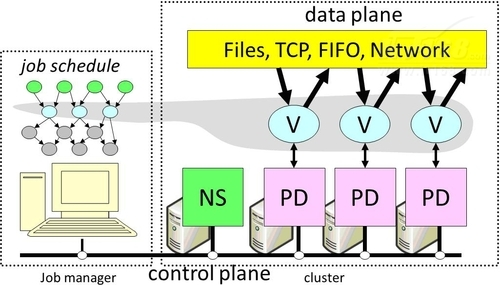 data plane
Files, TCP, FIFO, Network
job schedule
V
V
V
NS
PD
PD
PD
Job manager
control plane
cluster